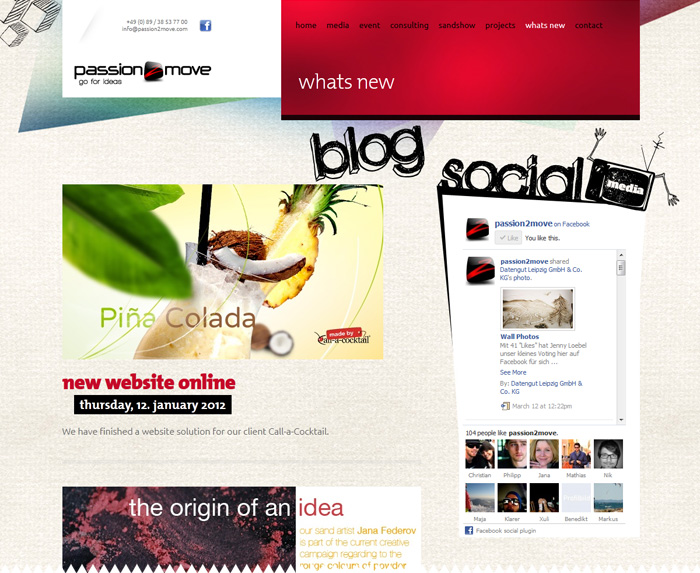 +49 (0) 89 / 38 53 77 00
info@passion2move.com
passion2move
go for ideas
home media event consulting sandshow projects whats new contact
whats new
blog
social media
Piña Colada
made by
call-a-cocktail
new website online
thursday, 12. january 2012
We have finished a website solution for our client Call-a-Cocktail.
the origin of an idea
our sand artist Jana Federov
is part of the current creative
campaign regarding to the
rouge colours of powder
passion2move on Facebook
Like You like this.
passion2move shared
Datengut Leipzig GmbH & Co.
KG's photo.
Wall Photos
Mit 41 "Likes" hat Jenny Loebel
unser kleines Voting hier auf
Facebook für sich ...
See More
By: Datengut Leipzig GmbH &
Co. KG
March 12 at 12:22pm
104 people like passion2move.
Christian Philipp Jana Mathias Nik
Maja Klarer Xuii Benedikt Markus
Facebook social plugin